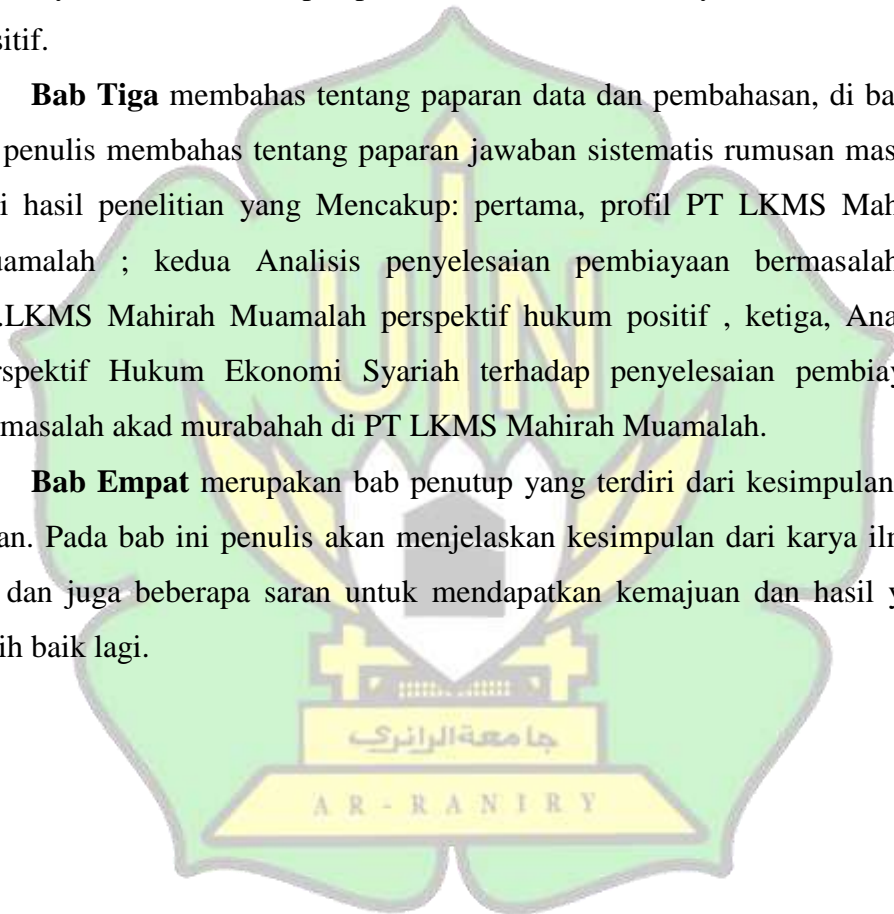 sitif.
Bab Tiga membahas tentang paparan data dan pembahasan, di ba
penulis membahas tentang paparan jawaban sistematis rumusan mas
i hasil penelitian yang Mencakup: pertama, profil PT LKMS Mah
uamalah ; kedua Analisis penyelesaian pembiayaan bermasalah
.LKMS Mahirah Muamalah perspektif hukum positif , ketiga, Ana
rspektif Hukum Ekonomi Syariah terhadap penyelesaian pembiay
masalah akad murabahah di PT LKMS Mahirah Muamalah.
Bab Empat merupakan bab penutup yang terdiri dari kesimpulan
an. Pada bab ini penulis akan menjelaskan kesimpulan dari karya ilm
dan juga beberapa saran untuk mendapatkan kemajuan dan hasil y
ih baik lagi.
UIN
جامعة الرانري
AR-RANIRY